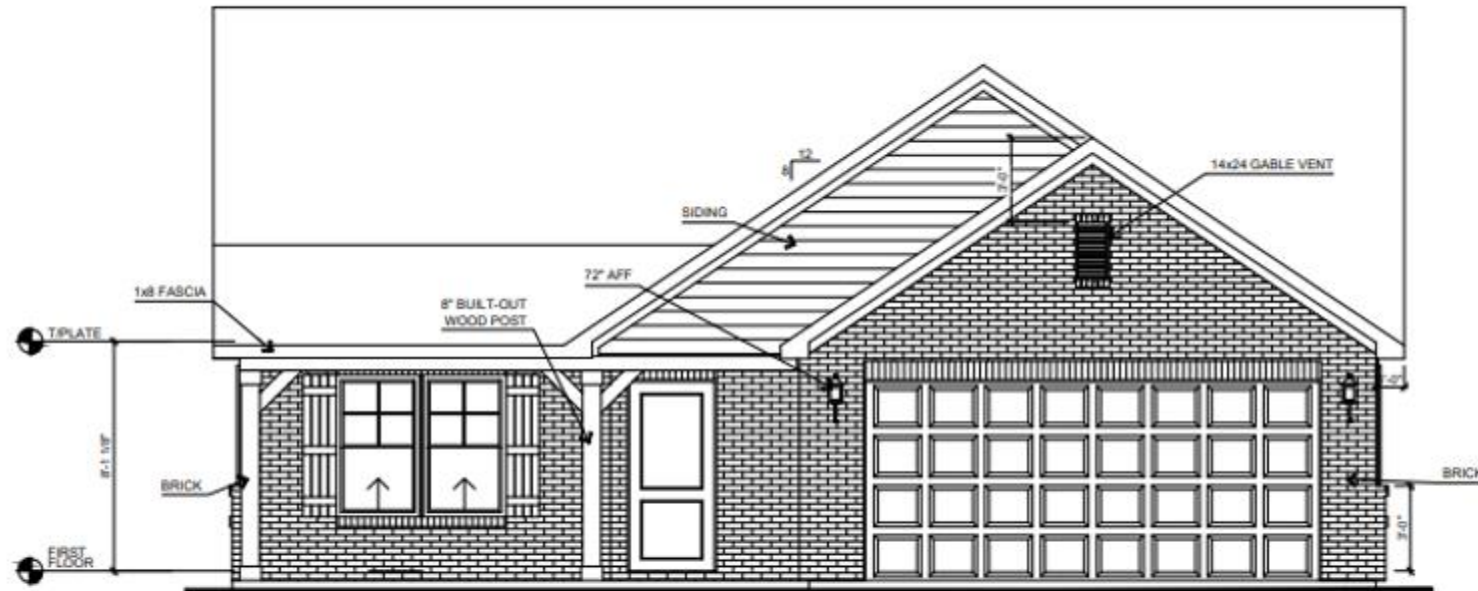 12
8
14x24 GABLE VENT
3'-0"
SIDING
72" AFF
1x8 FASCIA
8" BUILT-OUT
WOOD POST
T/PLATE
8'-1 1/8"
BRICK
BRICK
3'-0"
FIRST
FLOOR